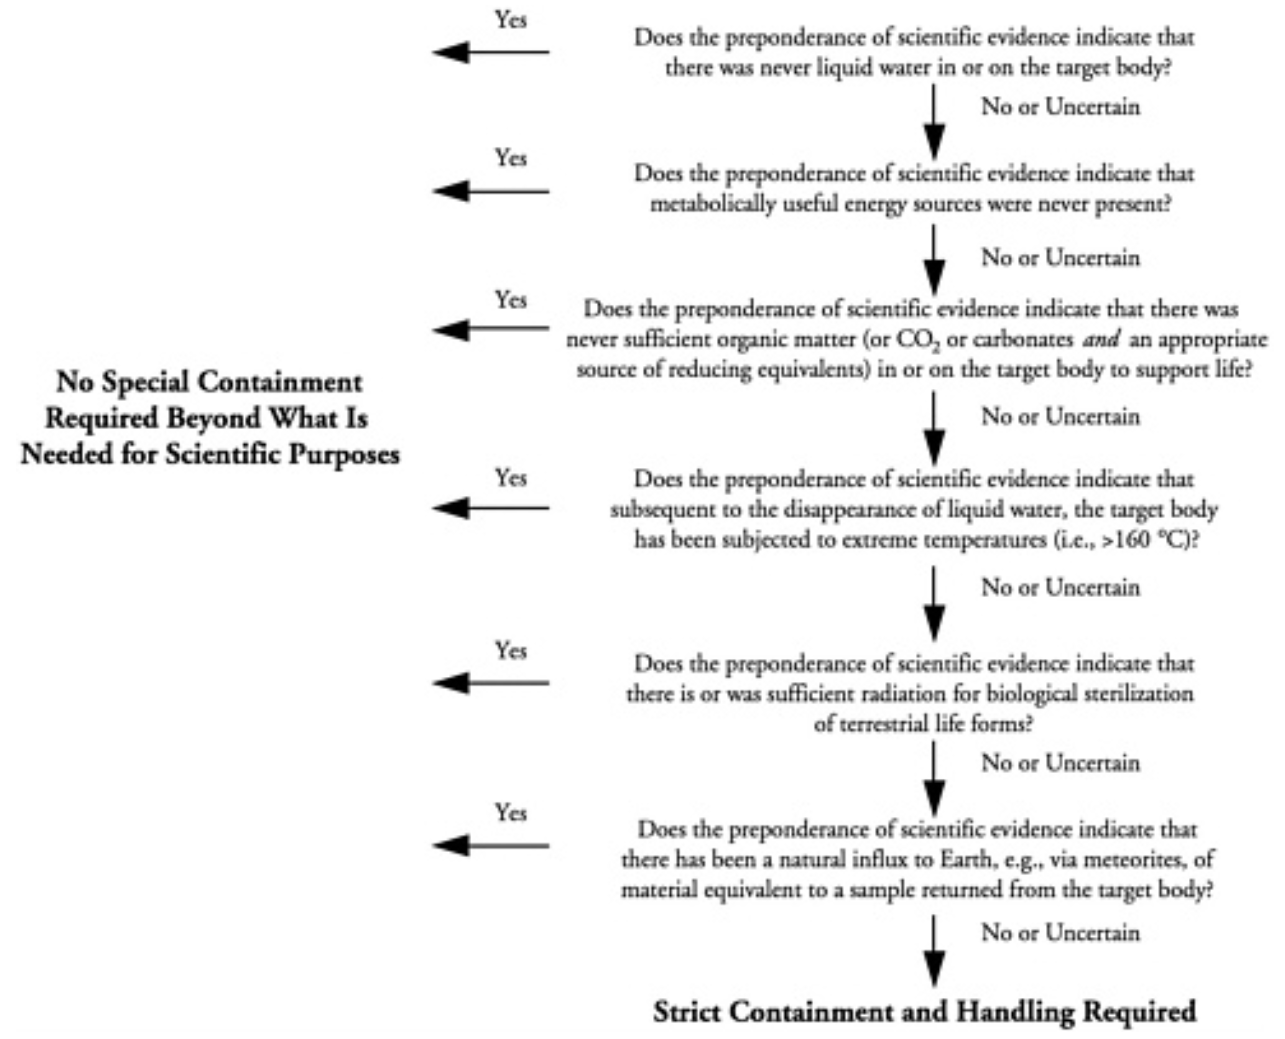 Yes
Does the preponderance of scientific evidence indicate that
there was never liquid water in or on the target body?
No or Uncertain
Yes
Does the preponderance of scientific evidence indicate that
metabolically useful energy sources were never present?
No or Uncertain
Yes
Does the preponderance of scientific evidence indicate that there was
never sufficient organic matter (or CO₂ or carbonates and an appropriate
source of reducing equivalents) in or on the target body to support life?
No or Uncertain
No Special Containment
Required Beyond What Is
Needed for Scientific Purposes
Yes
Does the preponderance of scientific evidence indicate that
subsequent to the disappearance of liquid water, the target body
has been subjected to extreme temperatures (i.e., >160 °C)?
No or Uncertain
Yes
Does the preponderance of scientific evidence indicate that
there is or was sufficient radiation for biological sterilization
of terrestrial life forms?
No or Uncertain
Yes
Does the preponderance of scientific evidence indicate that
there has been a natural influx to Earth, e.g., via meteorites, of
material equivalent to a sample returned from the target body?
No or Uncertain
Strict Containment and Handling Required